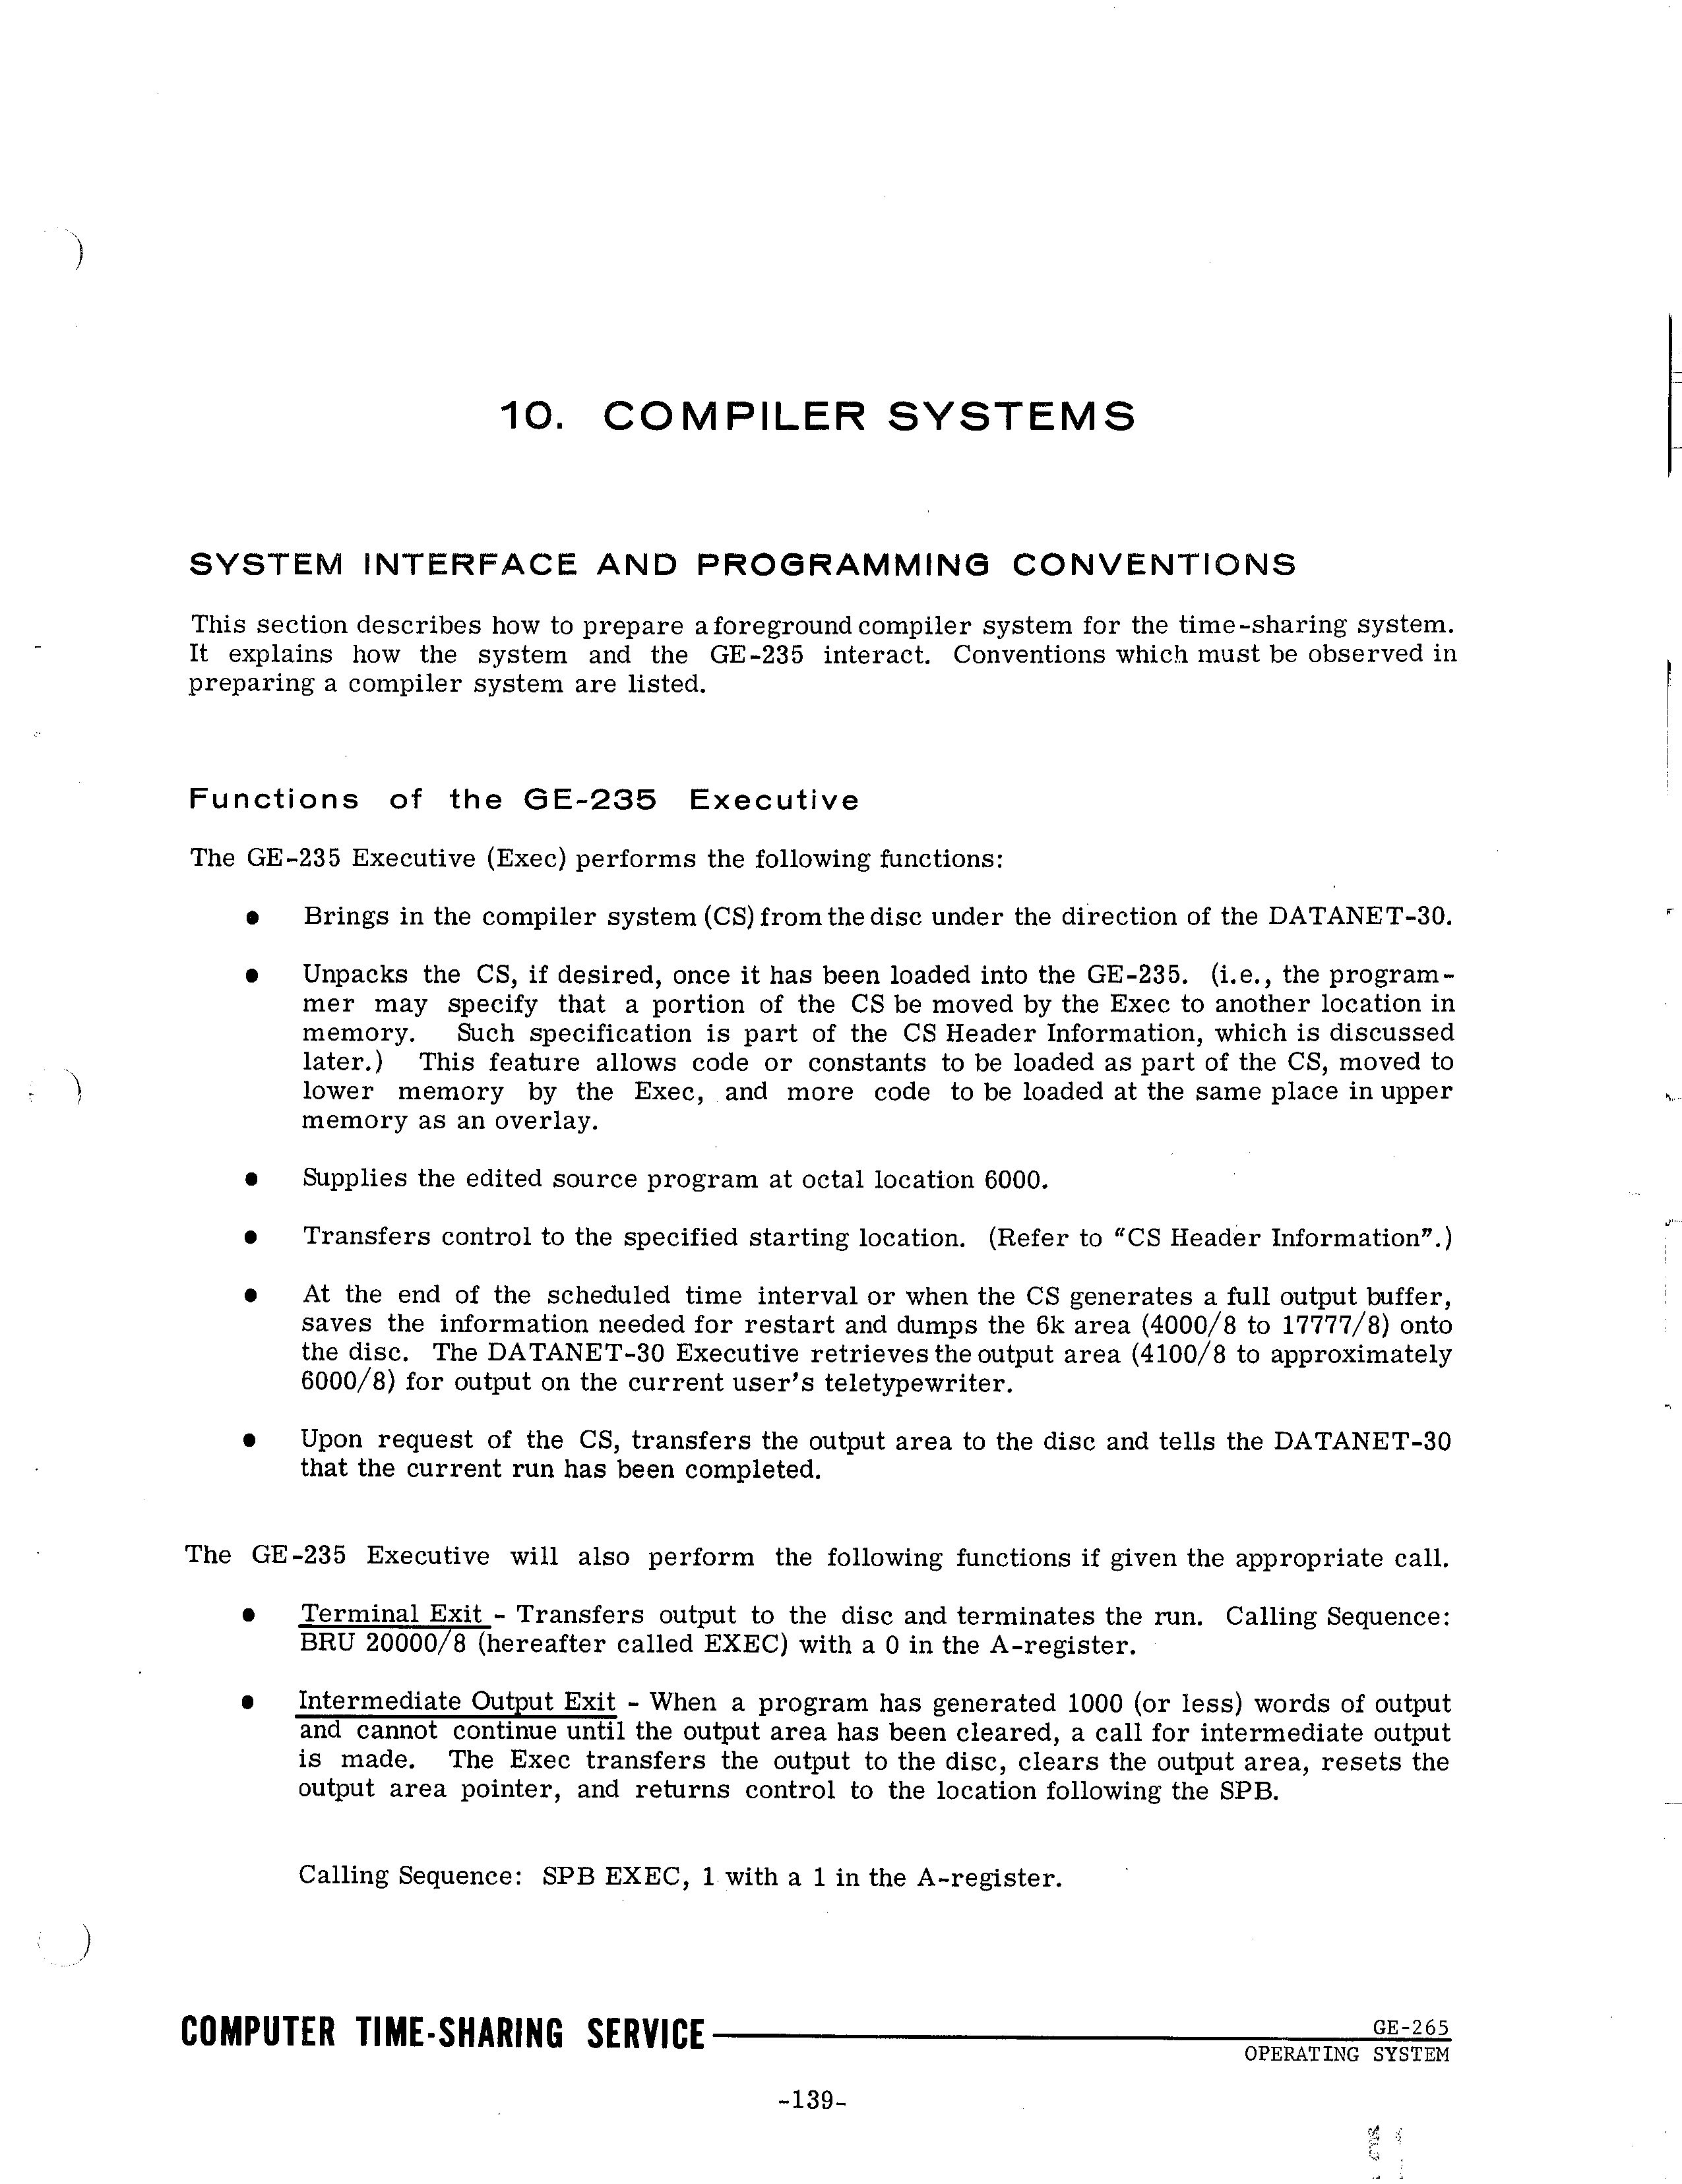 10. COMPILER SYSTEMS
SYSTEM INTERFACE AND PROGRAMMING CONVENTIONS
This section describes how to prepare a foreground compiler system for the time-sharing system.
It explains how the system and the GE-235 interact. Conventions which must be observed in
preparing a compiler system are listed.
Functions of the GE-235 Executive
The GE-235 Executive (Exec) performs the following functions:
● Brings in the compiler system (CS) from the disc under the direction of the DATANET-30.
● Unpacks the CS, if desired, once it has been loaded into the GE-235. (i.e., the program-
mer may specify that a portion of the CS be moved by the Exec to another location in
memory. Such specification is part of the CS Header Information, which is discussed
later.) This feature allows code or constants to be loaded as part of the CS, moved to
lower memory by the Exec, and more code to be loaded at the same place in upper
memory as an overlay.
● Supplies the edited source program at octal location 6000.
● Transfers control to the specified starting location. (Refer to "CS Header Information".)
● At the end of the scheduled time interval or when the CS generates a full output buffer,
saves the information needed for restart and dumps the 6k area (4000/8 to 17777/8) onto
the disc. The DATANET-30 Executive retrieves the output area (4100/8 to approximately
6000/8) for output on the current user's teletypewriter.
● Upon request of the CS, transfers the output area to the disc and tells the DATANET-30
that the current run has been completed.
The GE-235 Executive will also perform the following functions if given the appropriate call.
● Terminal Exit - Transfers output to the disc and terminates the run. Calling Sequence:
BRU 20000/8 (hereafter called EXEC) with a 0 in the A-register.
● Intermediate Output Exit - When a program has generated 1000 (or less) words of output
and cannot continue until the output area has been cleared, a call for intermediate output
is made. The Exec transfers the output to the disc, clears the output area, resets the
output area pointer, and returns control to the location following the SPB.
Calling Sequence: SPB EXEC, 1 with a 1 in the A-register.
COMPUTER TIME-SHARING SERVICE
GE-265
OPERATING SYSTEM
-139-